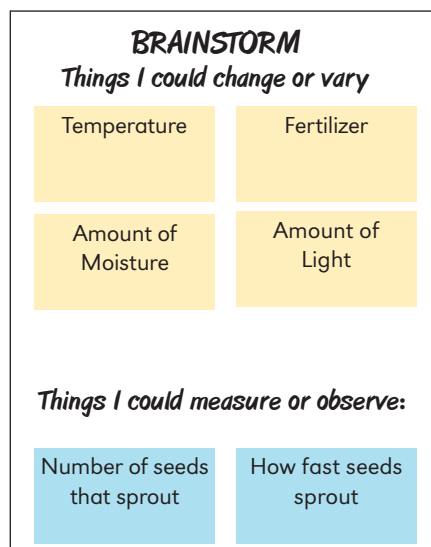 BRAINSTORM
Things I could change or vary
Temperature
Fertilizer
Amount of
Moisture
Amount of
Light
Things I could measure or observe:
Number of seeds
that sprout
How fast seeds
sprout